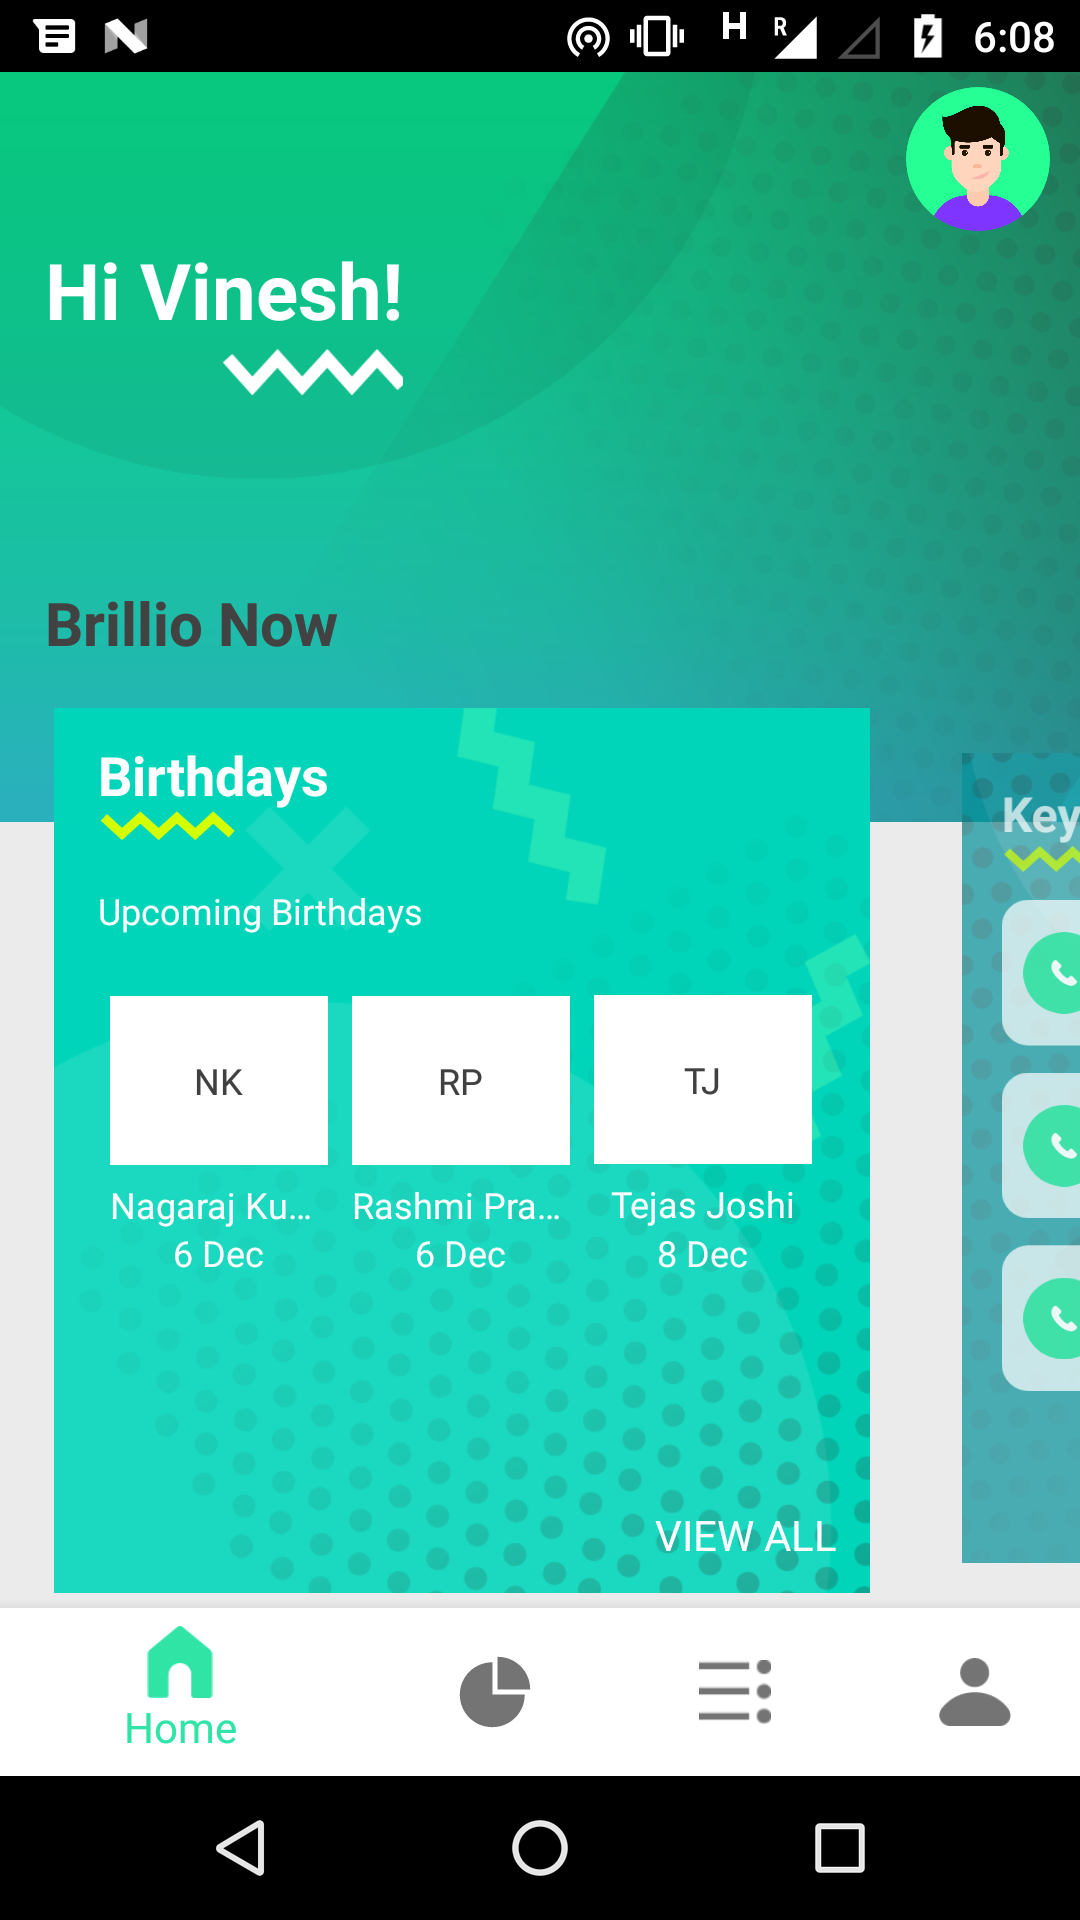 H R 6:08
Hi Vinesh!
Brillio Now
Birthdays
Key
Upcoming Birthdays
NK RP TJ
Nagaraj Ku... Rashmi Pra... Tejas Joshi
6 Dec 6 Dec 8 Dec
VIEW ALL
Home